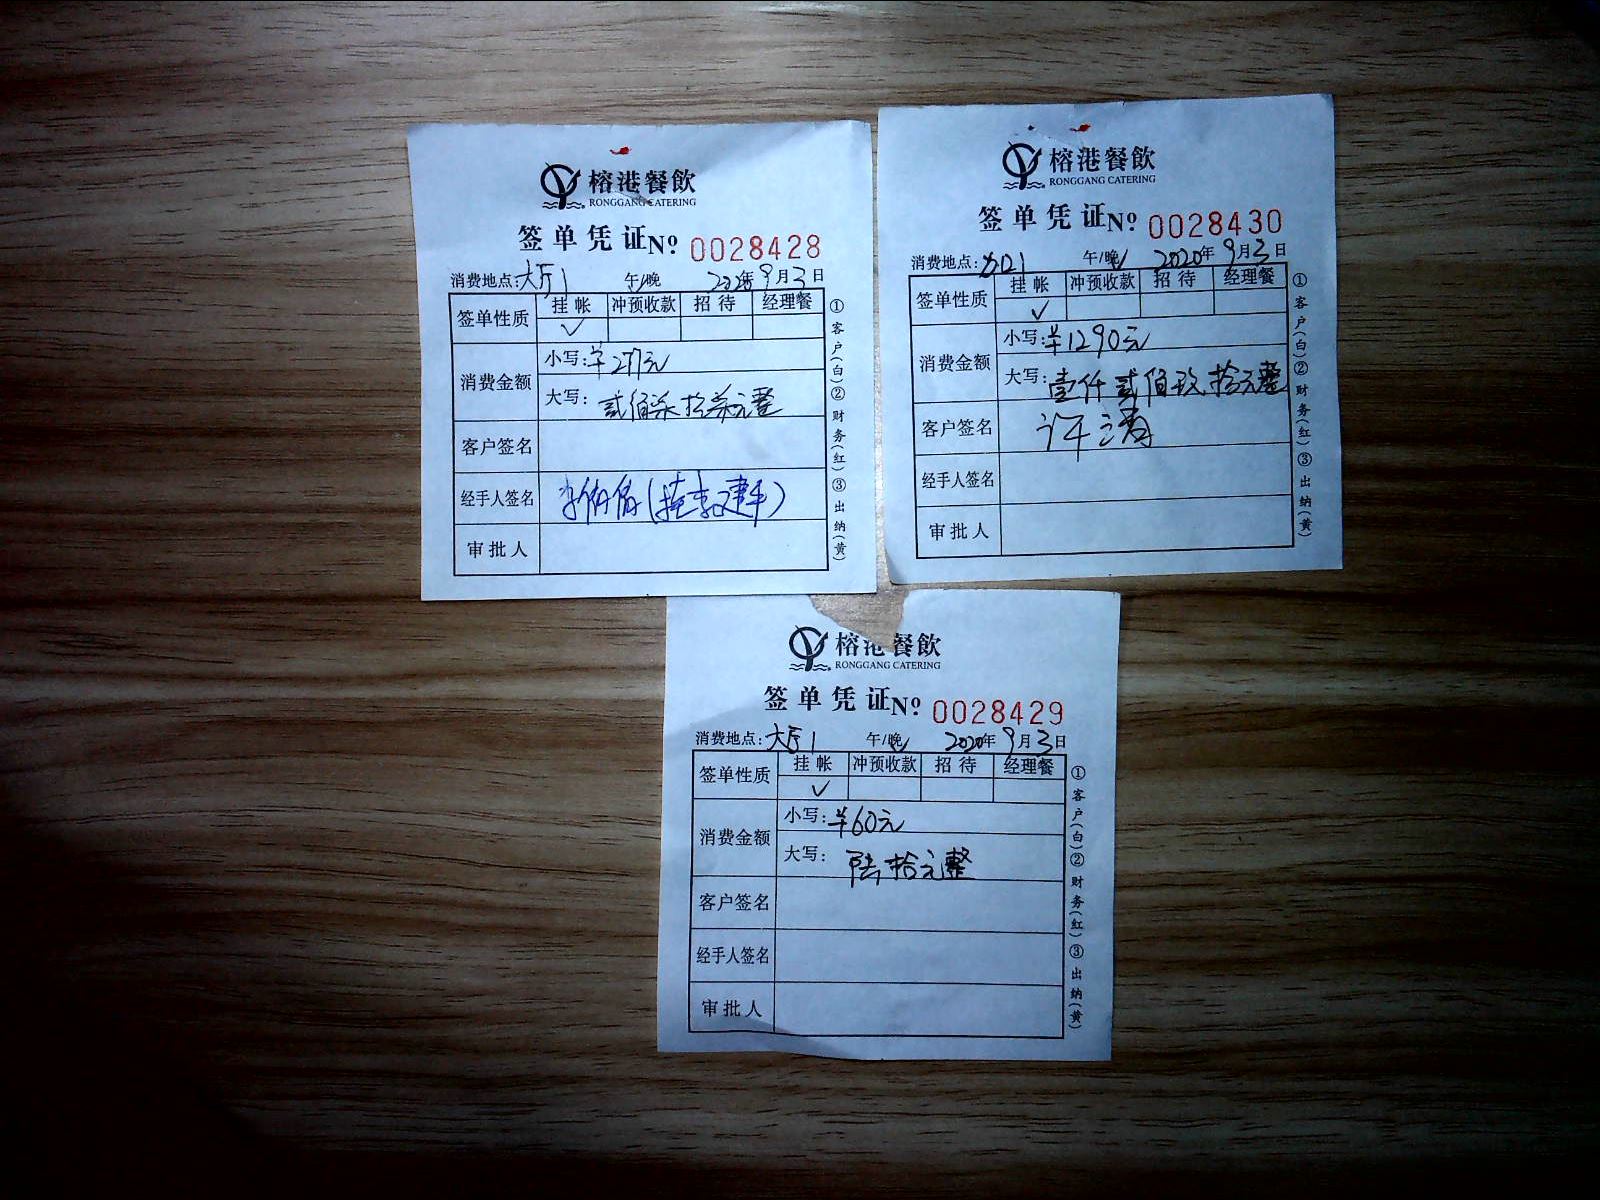 榕港餐飲
RONGGANG CATERING
签单凭证 Nº 0028428
消费地点: 大厅1 午/晚 2020年9月3日
签单性质 挂帐 冲预收款 招待 经理餐
✓
消费金额 小写: ¥277元
大写: 贰佰柒拾柒元整
客户签名
经手人签名
审批人
①客户(白)②财务(红)③出纳(黄)
榕港餐飲
RONGGANG CATERING
签单凭证 Nº 0028430
消费地点: 午/晚 2020年9月3日
签单性质 挂帐 冲预收款 招待 经理餐
✓
消费金额 小写: ¥1290元
大写: 壹仟贰佰玖拾元整
客户签名
经手人签名
审批人
①客户(白)②财务(红)③出纳(黄)
榕港餐飲
RONGGANG CATERING
签单凭证 Nº 0028429
消费地点: 大厅1 午/晚 2020年9月3日
签单性质 挂帐 冲预收款 招待 经理餐
✓
消费金额 小写: ¥60元
大写: 陆拾元整
客户签名
经手人签名
审批人
①客户(白)②财务(红)③出纳(黄)